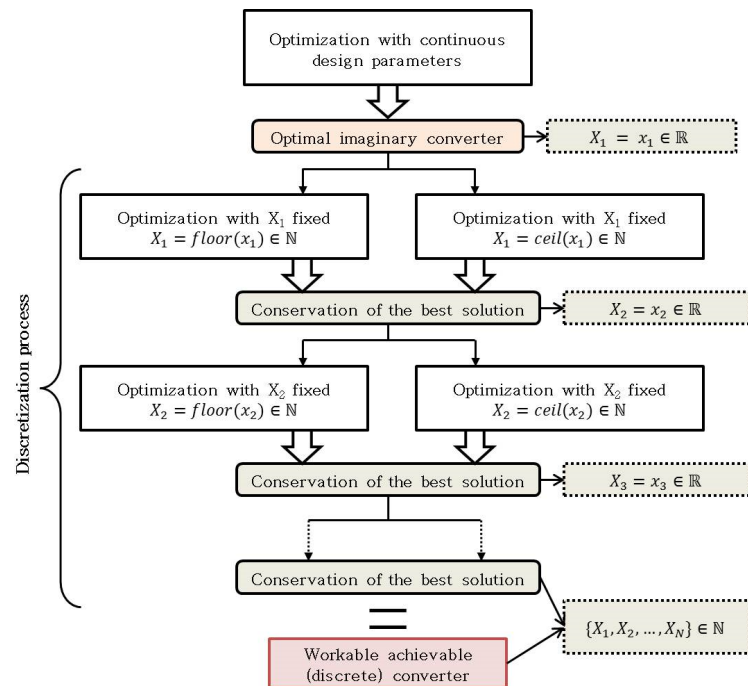 Optimization with continuous
design parameters
Optimal imaginary converter
X₁ = x₁ ∈ ℝ
Optimization with X₁ fixed
X₁ = floor(x₁) ∈ ℕ
Optimization with X₁ fixed
X₁ = ceil(x₁) ∈ ℕ
Conservation of the best solution
X₂ = x₂ ∈ ℝ
Discretization process
Optimization with X₂ fixed
X₂ = floor(x₂) ∈ ℕ
Optimization with X₂ fixed
X₂ = ceil(x₂) ∈ ℕ
Conservation of the best solution
X₃ = x₃ ∈ ℝ
Conservation of the best solution
=
{X₁, X₂, ..., X_N} ∈ ℕ
Workable achievable
(discrete) converter